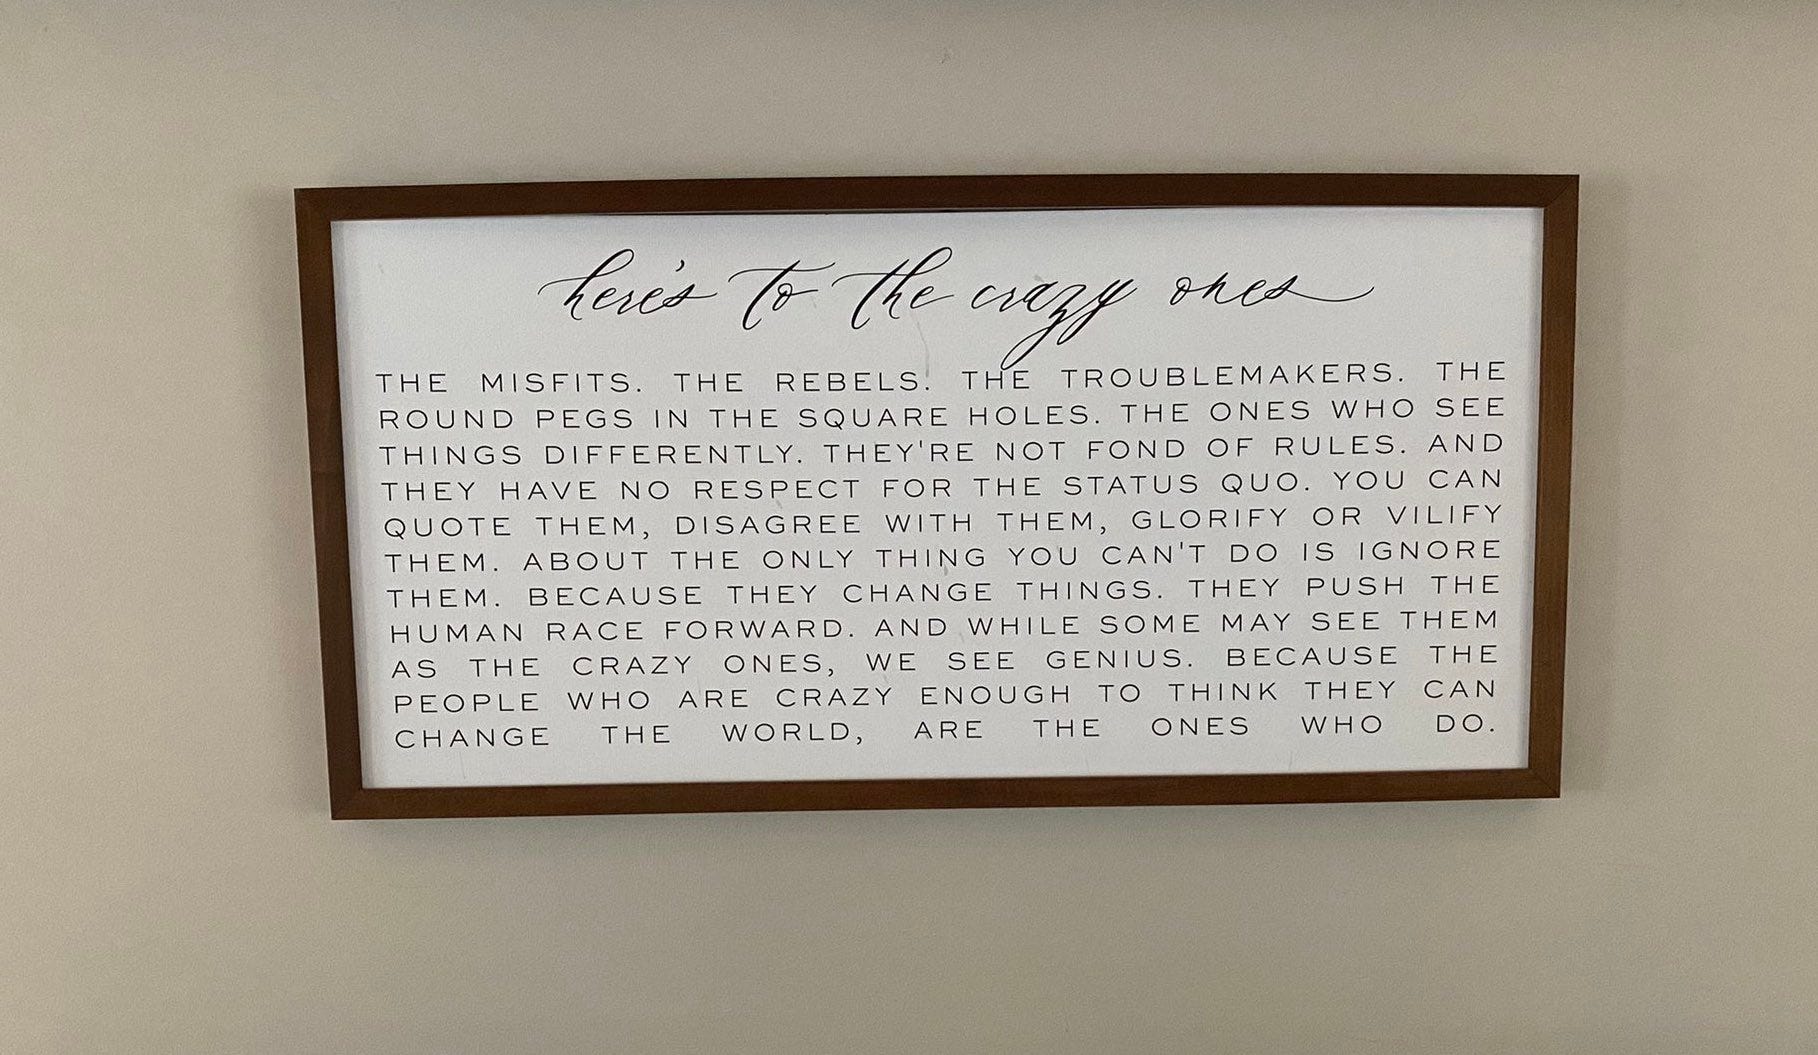 here's to the crazy ones
THE MISFITS. THE REBELS. THE TROUBLEMAKERS. THE
ROUND PEGS IN THE SQUARE HOLES. THE ONES WHO SEE
THINGS DIFFERENTLY. THEY'RE NOT FOND OF RULES. AND
THEY HAVE NO RESPECT FOR THE STATUS QUO. YOU CAN
QUOTE THEM, DISAGREE WITH THEM, GLORIFY OR VILIFY
THEM. ABOUT THE ONLY THING YOU CAN'T DO IS IGNORE
THEM. BECAUSE THEY CHANGE THINGS. THEY PUSH THE
HUMAN RACE FORWARD. AND WHILE SOME MAY SEE THEM
AS THE CRAZY ONES, WE SEE GENIUS. BECAUSE THE
PEOPLE WHO ARE CRAZY ENOUGH TO THINK THEY CAN
CHANGE THE WORLD, ARE THE ONES WHO DO.